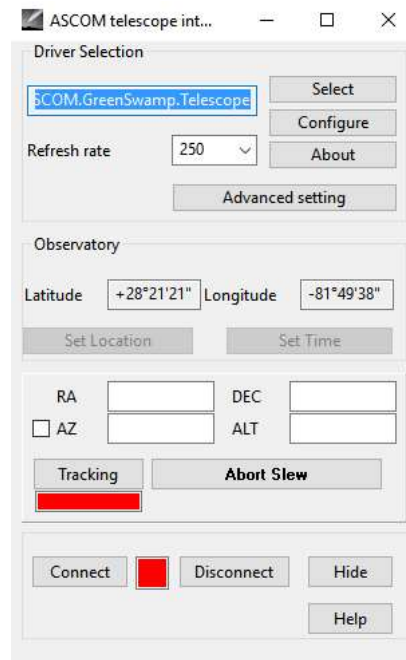 ASCOM telescope int...
Driver Selection
SCOM.GreenSwamp.Telescope
Select
Configure
Refresh rate
250
About
Advanced setting
Observatory
Latitude
+28°21'21"
Longitude
-81°49'38"
Set Location
Set Time
RA
DEC
AZ
ALT
Tracking
Abort Slew
Connect
Disconnect
Hide
Help